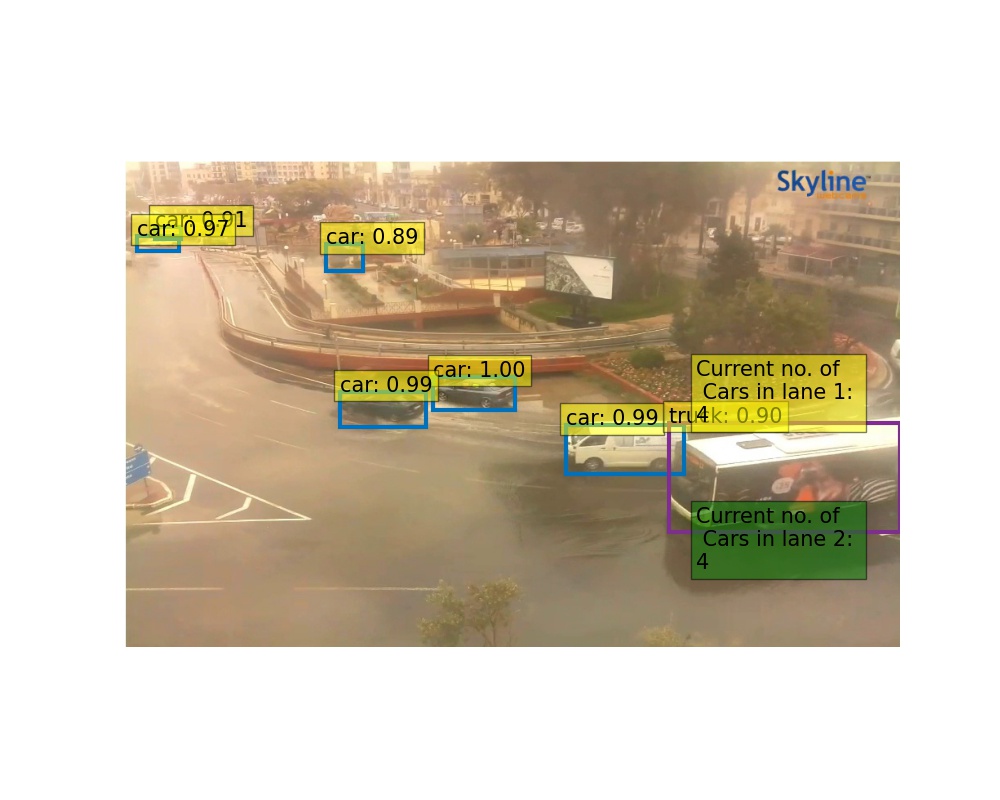 Skyline
car: 0.91
car: 0.97
car: 0.89
car: 1.00
car: 0.99
car: 0.99
truck: 0.90
Current no. of
Cars in lane 1:
4
Current no. of
Cars in lane 2:
4